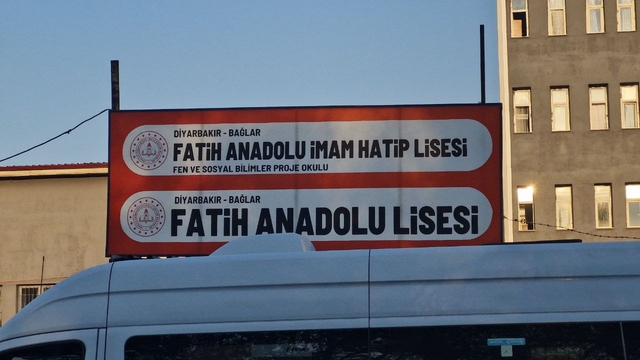 DİYARBAKIR - BAĞLAR
FATİH ANADOLU İMAM HATİP LİSESİ
FEN VE SOSYAL BİLİMLER PROJE OKULU
DİYARBAKIR - BAĞLAR
FATİH ANADOLU LİSESİ